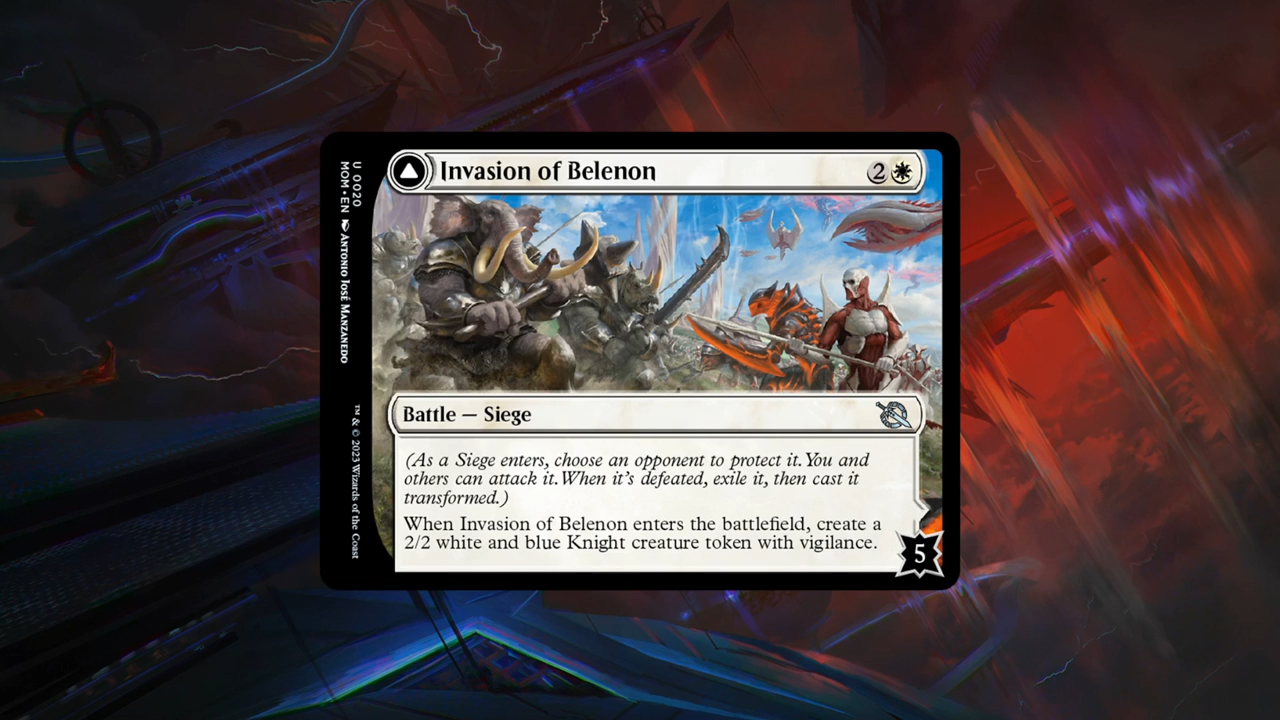 Invasion of Belenon
2
Battle — Siege
(As a Siege enters, choose an opponent to protect it. You and
others can attack it. When it's defeated, exile it, then cast it
transformed.)
When Invasion of Belenon enters the battlefield, create a
2/2 white and blue Knight creature token with vigilance.
5
U 0020
MOM • EN Antonio José Manzanedo
™ & © 2023 Wizards of the Coast